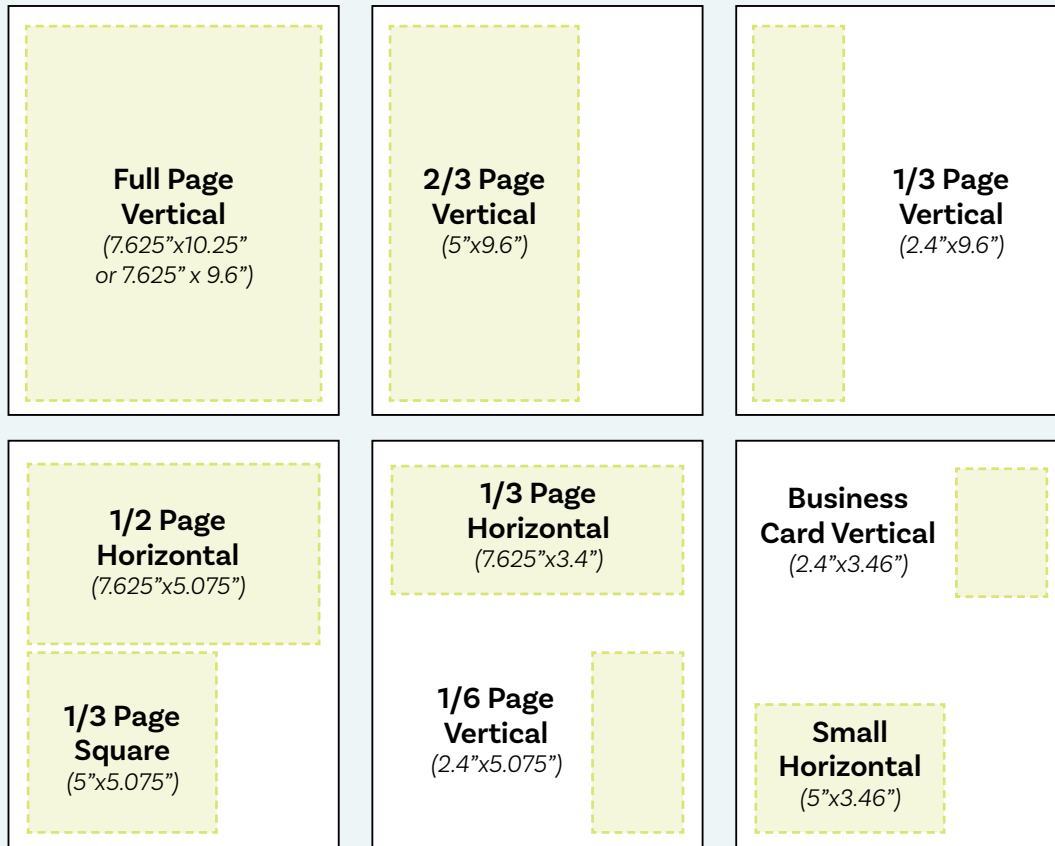 Full Page
Vertical
(7.625”x10.25”
or 7.625” x 9.6”)
2/3 Page
Vertical
(5”x9.6”)
1/3 Page
Vertical
(2.4”x9.6”)
1/2 Page
Horizontal
(7.625”x5.075”)
1/3 Page
Square
(5”x5.075”)
1/3 Page
Horizontal
(7.625”x3.4”)
1/6 Page
Vertical
(2.4”x5.075”)
Business
Card Vertical
(2.4”x3.46”)
Small
Horizontal
(5”x3.46”)